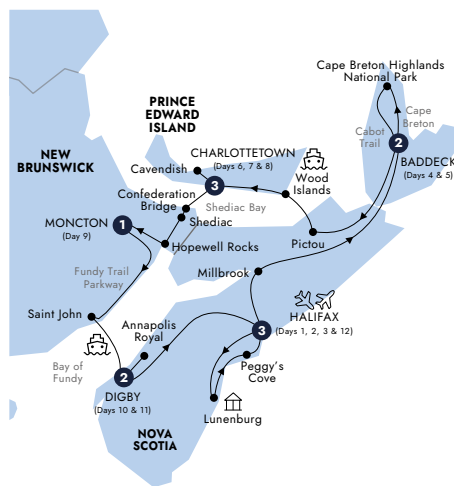 Cape Breton Highlands
National Park
PRINCE
EDWARD
ISLAND
Cape
Breton
Cabot
Trail
2
BADDECK
(Days 4 & 5)
CHARLOTTETOWN
(Days 6, 7 & 8)
3
Cavendish
Wood
Islands
NEW
BRUNSWICK
Confederation
Bridge
Shediac Bay
Shediac
MONCTON
(Day 9)
1
Hopewell Rocks
Pictou
Fundy Trail
Parkway
Millbrook
Saint John
Annapolis
Royal
HALIFAX
(Days 1, 2, 3 & 12)
3
Bay of
Fundy
Peggy's
Cove
2
DIGBY
(Days 10 & 11)
Lunenburg
NOVA
SCOTIA